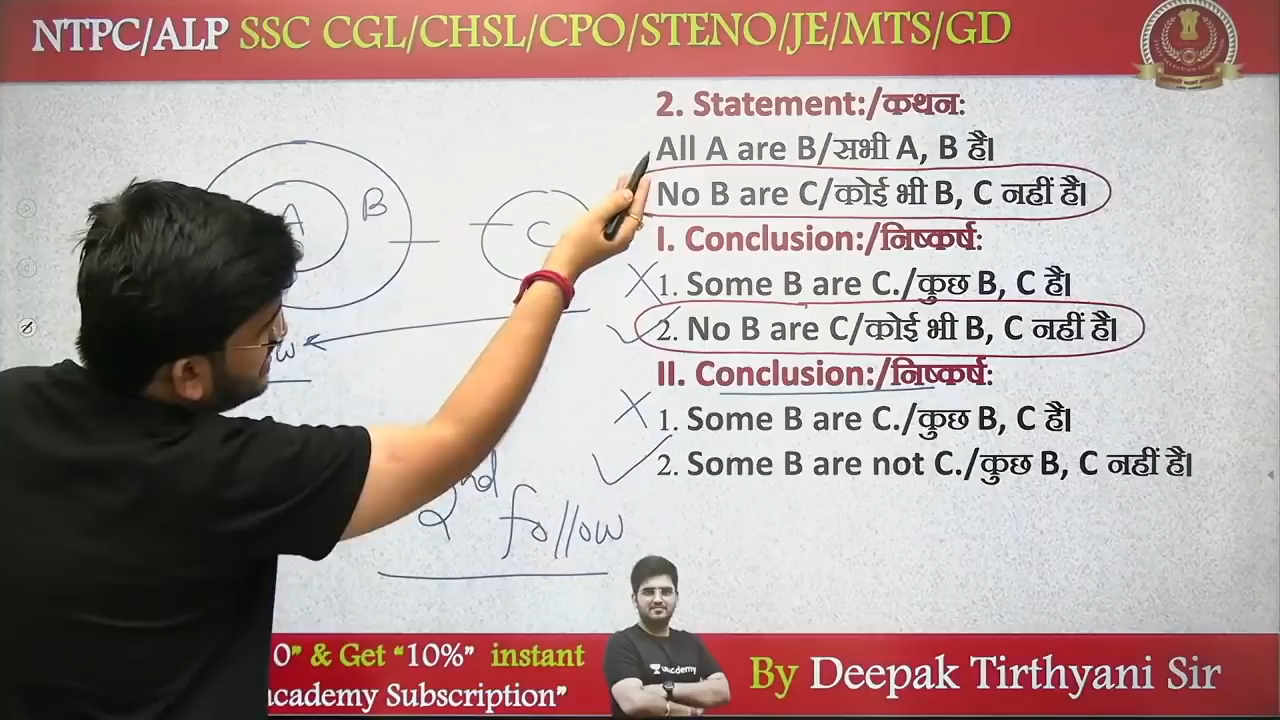 NTPC/ALP SSC CGL/CHSL/CPO/STENO/JE/MTS/GD
2. Statement:/कथन:
All A are B/सभी A, B है।
No B are C/कोई भी B, C नहीं है।
I. Conclusion:/निष्कर्ष:
1. Some B are C./कुछ B, C है।
2. No B are C/कोई भी B, C नहीं है।
II. Conclusion:/निष्कर्ष:
1. Some B are C./कुछ B, C है।
2. Some B are not C./कुछ B, C नहीं है।
A B C
2nd follow
0” & Get “10%” instant
academy Subscription”
unacademy
By Deepak Tirthyani Sir